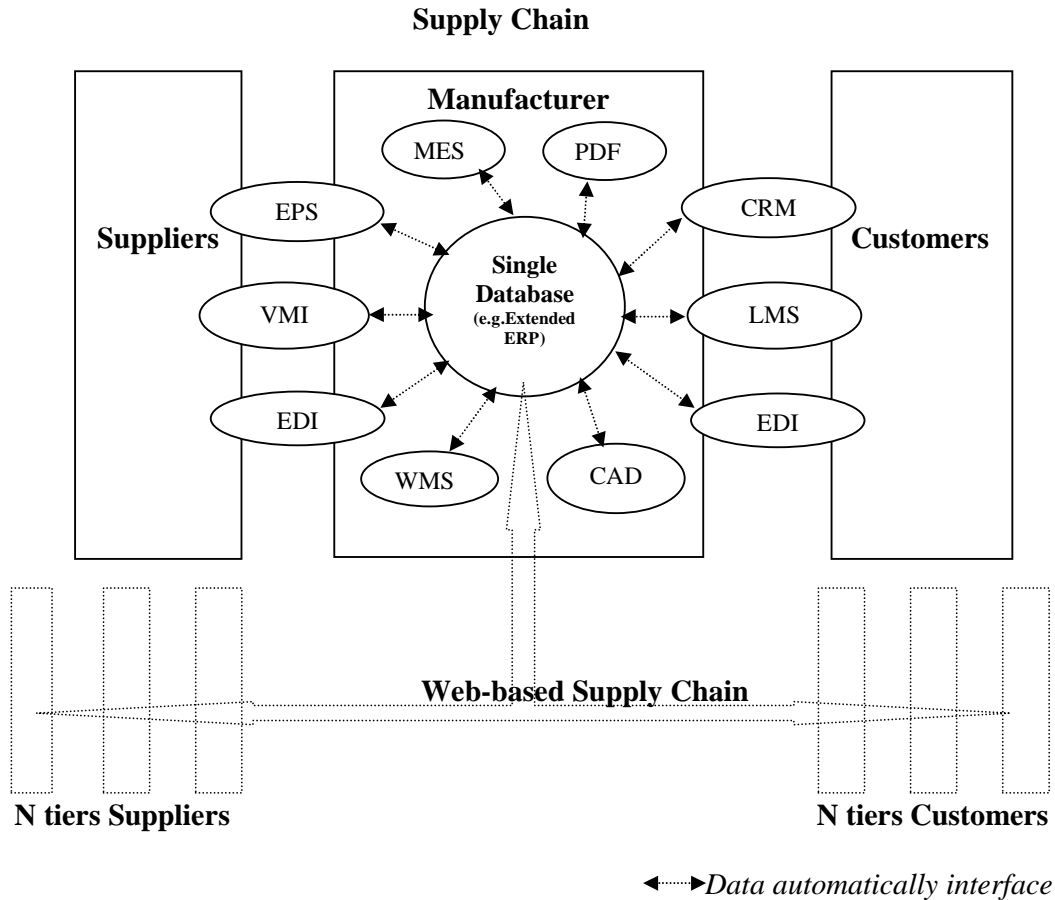 Supply Chain
Manufacturer
MES
PDF
EPS
CRM
Suppliers
Customers
Single
Database
(e.g.Extended
ERP)
VMI
LMS
EDI
EDI
WMS
CAD
Web-based Supply Chain
N tiers Suppliers
N tiers Customers
Data automatically interface